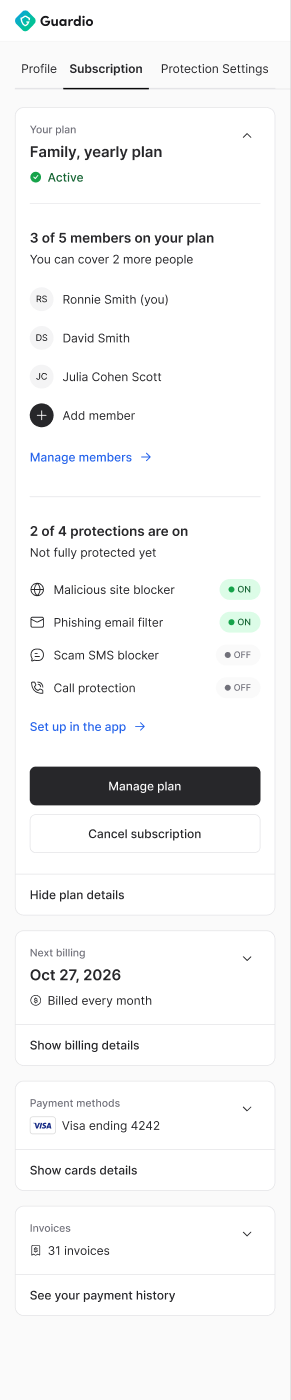 Guardio
Profile
Subscription
Protection Settings
Your plan
Family, yearly plan
Active
3 of 5 members on your plan
You can cover 2 more people
RS
Ronnie Smith (you)
DS
David Smith
JC
Julia Cohen Scott
Add member
Manage members
2 of 4 protections are on
Not fully protected yet
Malicious site blocker
ON
Phishing email filter
ON
Scam SMS blocker
OFF
Call protection
OFF
Set up in the app
Manage plan
Cancel subscription
Hide plan details
Next billing
Oct 27, 2026
Billed every month
Show billing details
Payment methods
VISA
Visa ending 4242
Show cards details
Invoices
31 invoices
See your payment history